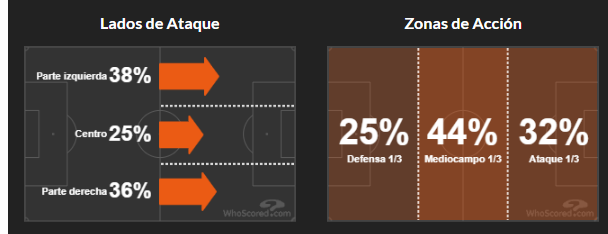 Lados de Ataque
Parte izquierda 38%
Centro 25%
Parte derecha 36%
WhoScored.com
Zonas de Acción
25% 44% 32%
Defensa 1/3 Mediocampo 1/3 Ataque 1/3
WhoScored.com